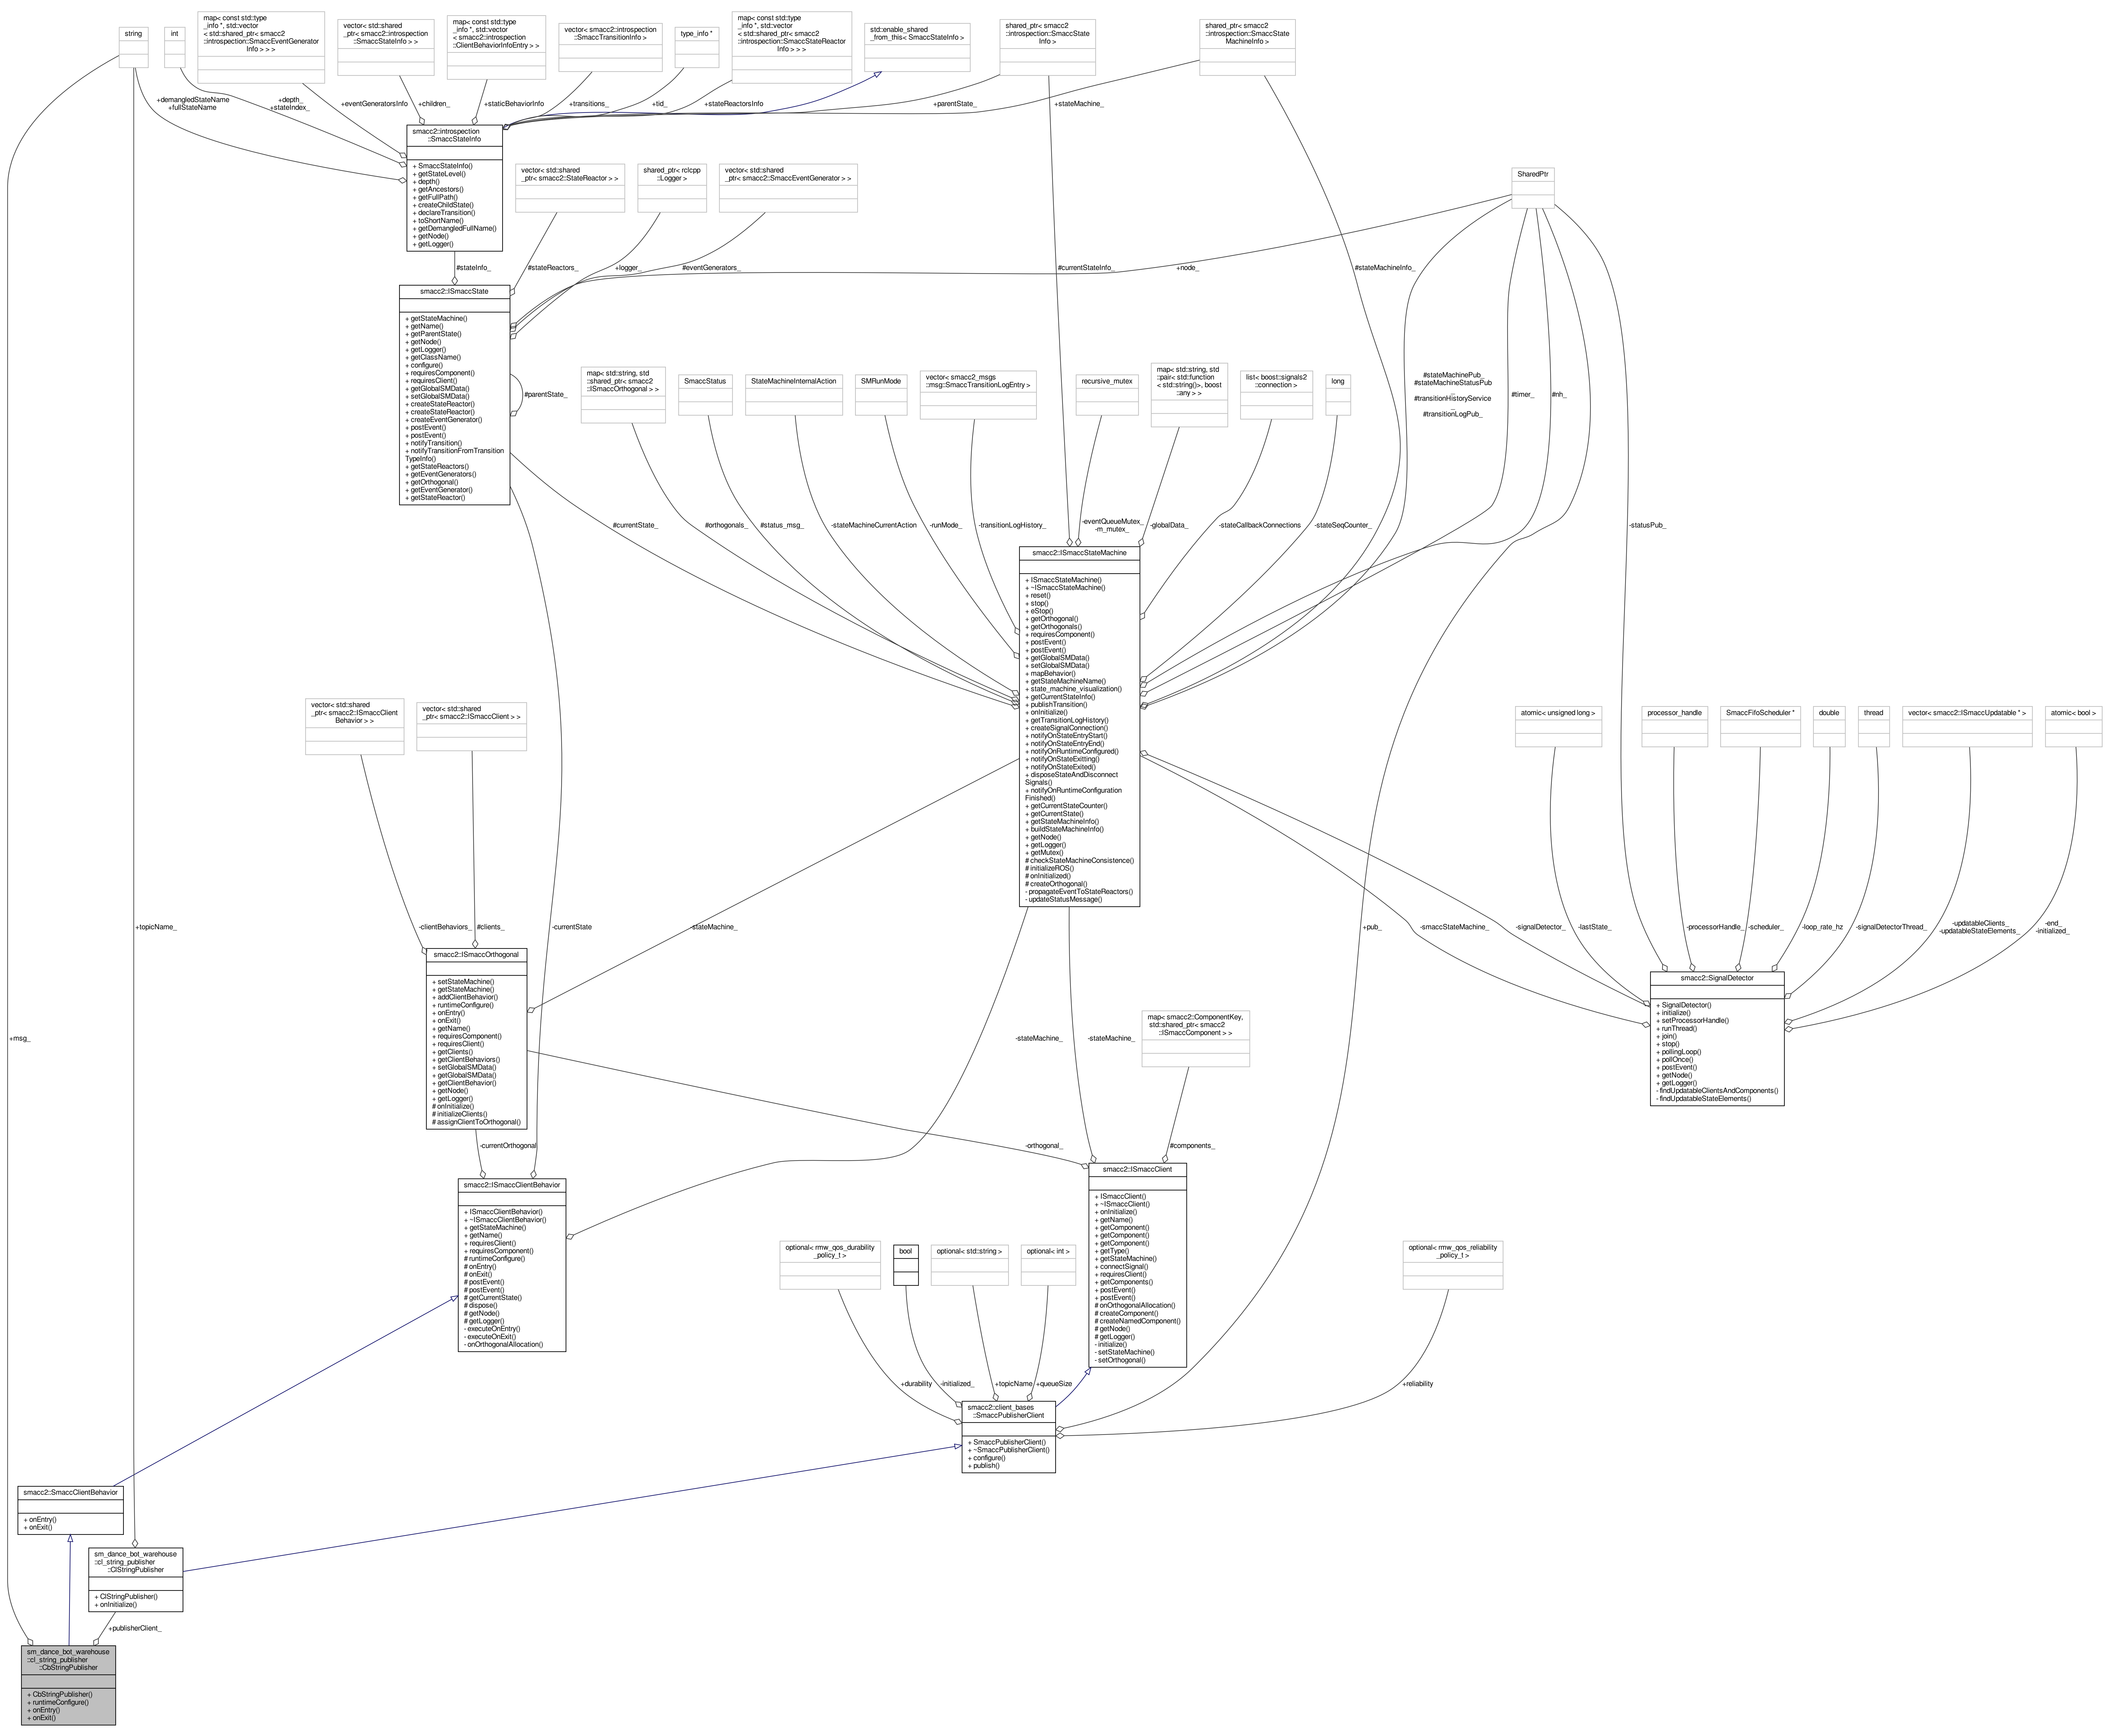 string
int
map< const std::type
_info *, std::vector
< std::shared_ptr< smacc2
::introspection::SmaccEventGenerator
Info > > >
vector< std::shared
_ptr< smacc2::introspection
::SmaccStateInfo > >
map< const std::type
_info *, std::vector
< smacc2::introspection
::ClientBehaviorInfoEntry > >
vector< smacc2::introspection
::SmaccTransitionInfo >
type_info *
map< const std::type
_info *, std::vector
< std::shared_ptr< smacc2
::introspection::SmaccStateReactor
Info > > >
std::enable_shared
_from_this< SmaccStateInfo >
shared_ptr< smacc2
::introspection::SmaccState
Info >
shared_ptr< smacc2
::introspection::SmaccState
MachineInfo >
+demangledStateName
+fullStateName
+depth_
+stateIndex_
+eventGeneratorsInfo
+children_
+staticBehaviorInfo
+transitions_
+tid_
+stateReactorsInfo
+parentState_
+stateMachine_
smacc2::introspection
::SmaccStateInfo
+ SmaccStateInfo()
+ getStateLevel()
+ depth()
+ getAncestors()
+ getFullPath()
+ createChildState()
+ declareTransition()
+ toShortName()
+ getDemangledFullName()
+ getNode()
+ getLogger()
vector< std::shared
_ptr< smacc2::StateReactor > >
shared_ptr< rclcpp
::Logger >
vector< std::shared
_ptr< smacc2::SmaccEventGenerator > >
SharedPtr
#stateInfo_
#stateReactors_
+logger_
#eventGenerators_
#currentStateInfo_
+node_
#stateMachineInfo_
smacc2::ISmaccState
+ getStateMachine()
+ getName()
+ getParentState()
+ getNode()
+ getLogger()
+ getClassName()
+ configure()
+ requiresComponent()
+ requiresClient()
+ getGlobalSMData()
+ setGlobalSMData()
+ createStateReactor()
+ createStateReactor()
+ createEventGenerator()
+ postEvent()
+ postEvent()
+ notifyTransition()
+ notifyTransitionFromTransition
TypeInfo()
+ getStateReactors()
+ getEventGenerators()
+ getOrthogonal()
+ getEventGenerator()
+ getStateReactor()
#parentState_
map< std::string, std
::shared_ptr< smacc2
::ISmaccOrthogonal > >
SmaccStatus
StateMachineInternalAction
SMRunMode
vector< smacc2_msgs
::msg::SmaccTransitionLogEntry >
recursive_mutex
map< std::string, std
::pair< std::function
< std::string()>, boost
::any > >
list< boost::signals2
::connection >
long
#stateMachinePub_
#stateMachineStatusPub
_
#transitionHistoryService
_
#transitionLogPub_
#timer_
#nh_
#currentState_
#orthogonals_
#status_msg_
-stateMachineCurrentAction
-runMode_
-transitionLogHistory_
-eventQueueMutex_
-m_mutex_
-globalData_
-stateCallbackConnections
-stateSeqCounter_
-statusPub_
smacc2::ISmaccStateMachine
+ ISmaccStateMachine()
+ ~ISmaccStateMachine()
+ reset()
+ stop()
+ eStop()
+ getOrthogonal()
+ getOrthogonals()
+ requiresComponent()
+ postEvent()
+ postEvent()
+ getGlobalSMData()
+ setGlobalSMData()
+ mapBehavior()
+ getStateMachineName()
+ state_machine_visualization()
+ getCurrentStateInfo()
+ publishTransition()
+ onInitialize()
+ getTransitionLogHistory()
+ createSignalConnection()
+ notifyOnStateEntryStart()
+ notifyOnStateEntryEnd()
+ notifyOnRuntimeConfigured()
+ notifyOnStateExitting()
+ notifyOnStateExited()
+ disposeStateAndDisconnect
Signals()
+ notifyOnRuntimeConfiguration
Finished()
+ getCurrentStateCounter()
+ getCurrentState()
+ getStateMachineInfo()
+ buildStateMachineInfo()
+ getNode()
+ getLogger()
+ getMutex()
# checkStateMachineConsistence()
# initializeROS()
# onInitialized()
# createOrthogonal()
- propagateEventToStateReactors()
- updateStatusMessage()
vector< std::shared
_ptr< smacc2::ISmaccClient
Behavior > >
vector< std::shared
_ptr< smacc2::ISmaccClient > >
atomic< unsigned long >
processor_handle
SmaccFifoScheduler *
double
thread
vector< smacc2::ISmaccUpdatable * >
atomic< bool >
+topicName_
-clientBehaviors_
#clients_
-currentState
-stateMachine_
+pub_
-smaccStateMachine_
-signalDetector_
-lastState_
-processorHandle_
-scheduler_
-loop_rate_hz
-signalDetectorThread_
-updatableClients_
-updatableStateElements_
-end_
-initialized_
smacc2::ISmaccOrthogonal
+ setStateMachine()
+ getStateMachine()
+ addClientBehavior()
+ runtimeConfigure()
+ onEntry()
+ onExit()
+ getName()
+ requiresComponent()
+ requiresClient()
+ getClients()
+ getClientBehaviors()
+ setGlobalSMData()
+ getGlobalSMData()
+ getClientBehavior()
+ getNode()
+ getLogger()
# onInitialize()
# initializeClients()
# assignClientToOrthogonal()
smacc2::SignalDetector
+ SignalDetector()
+ initialize()
+ setProcessorHandle()
+ runThread()
+ join()
+ stop()
+ pollingLoop()
+ pollOnce()
+ postEvent()
+ getNode()
+ getLogger()
- findUpdatableClientsAndComponents()
- findUpdatableStateElements()
+msg_
-stateMachine_
-stateMachine_
map< smacc2::ComponentKey,
std::shared_ptr< smacc2
::ISmaccComponent > >
-currentOrthogonal
-orthogonal_
#components_
smacc2::ISmaccClientBehavior
+ ISmaccClientBehavior()
+ ~ISmaccClientBehavior()
+ getStateMachine()
+ getName()
+ requiresClient()
+ requiresComponent()
# runtimeConfigure()
# onEntry()
# onExit()
# postEvent()
# postEvent()
# getCurrentState()
# dispose()
# getNode()
# getLogger()
- executeOnEntry()
- executeOnExit()
- onOrthogonalAllocation()
smacc2::ISmaccClient
+ ISmaccClient()
+ ~ISmaccClient()
+ onInitialize()
+ getName()
+ getComponent()
+ getComponent()
+ getComponent()
+ getType()
+ getStateMachine()
+ connectSignal()
+ requiresClient()
+ getComponents()
+ postEvent()
+ postEvent()
# onOrthogonalAllocation()
# createComponent()
# createNamedComponent()
# getNode()
# getLogger()
- initialize()
- setStateMachine()
- setOrthogonal()
optional< rmw_qos_durability
_policy_t >
bool
optional< std::string >
optional< int >
optional< rmw_qos_reliability
_policy_t >
+durability
-initialized_
+topicName
+queueSize
+reliability
smacc2::client_bases
::SmaccPublisherClient
+ SmaccPublisherClient()
+ ~SmaccPublisherClient()
+ configure()
+ publish()
smacc2::SmaccClientBehavior
+ onEntry()
+ onExit()
sm_dance_bot_warehouse
::cl_string_publisher
::ClStringPublisher
+ ClStringPublisher()
+ onInitialize()
+publisherClient_
sm_dance_bot_warehouse
::cl_string_publisher
::CbStringPublisher
+ CbStringPublisher()
+ runtimeConfigure()
+ onEntry()
+ onExit()